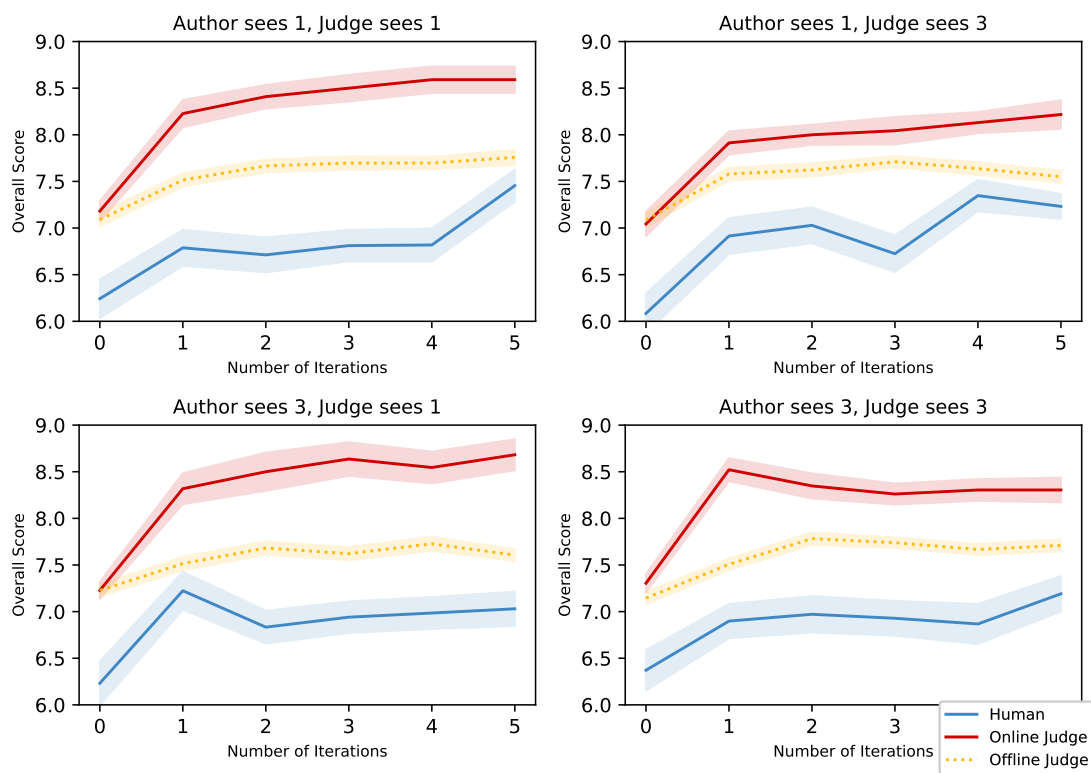 Author sees 1, Judge sees 1
9.0
8.5
8.0
7.5
7.0
6.5
6.0
Overall Score
0 1 2 3 4 5
Number of Iterations
Author sees 1, Judge sees 3
9.0
8.5
8.0
7.5
7.0
6.5
6.0
Overall Score
0 1 2 3 4 5
Number of Iterations
Author sees 3, Judge sees 1
9.0
8.5
8.0
7.5
7.0
6.5
6.0
Overall Score
0 1 2 3 4 5
Number of Iterations
Author sees 3, Judge sees 3
9.0
8.5
8.0
7.5
7.0
6.5
6.0
Overall Score
0 1 2 3
Number of Iterations
Human
Online Judge
Offline Judge